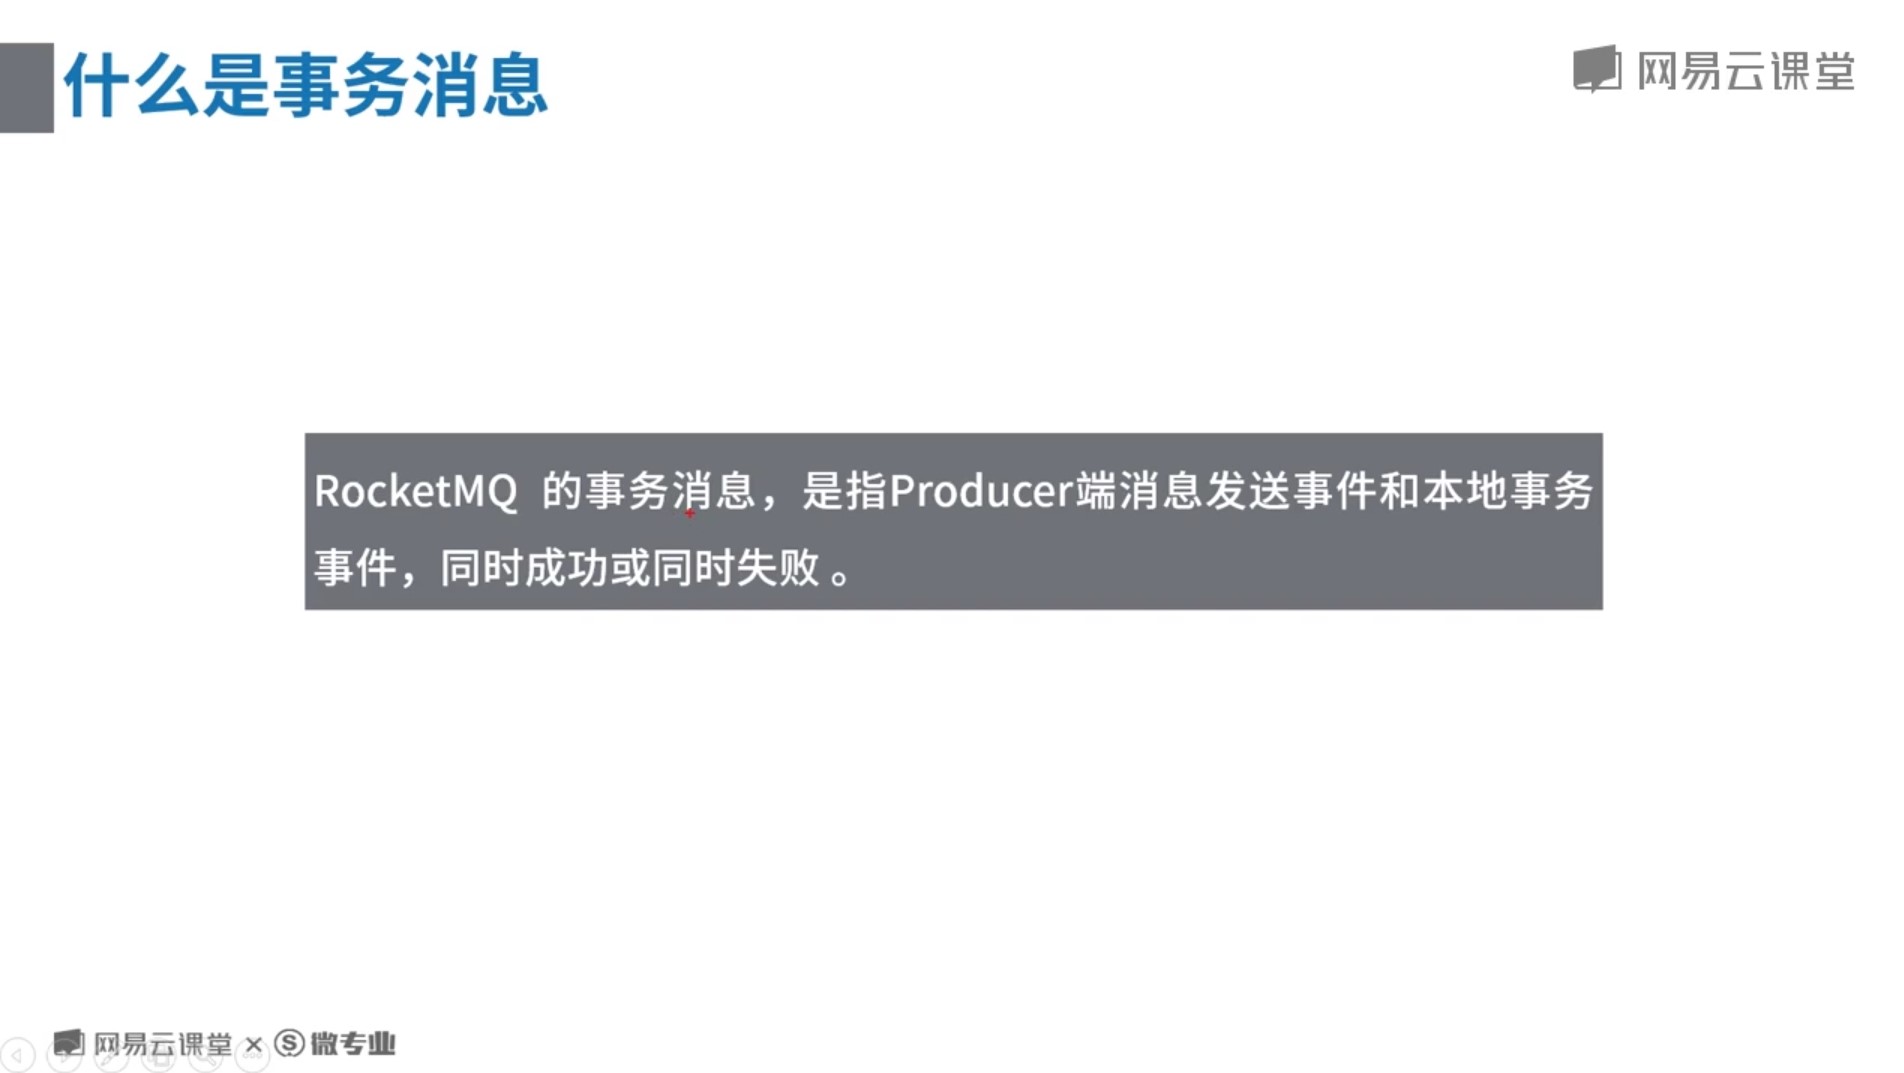 什么是事务消息
网易云课堂
RocketMQ 的事务消息，是指Producer端消息发送事件和本地事务
事件，同时成功或同时失败 。
网易云课堂 × 微专业